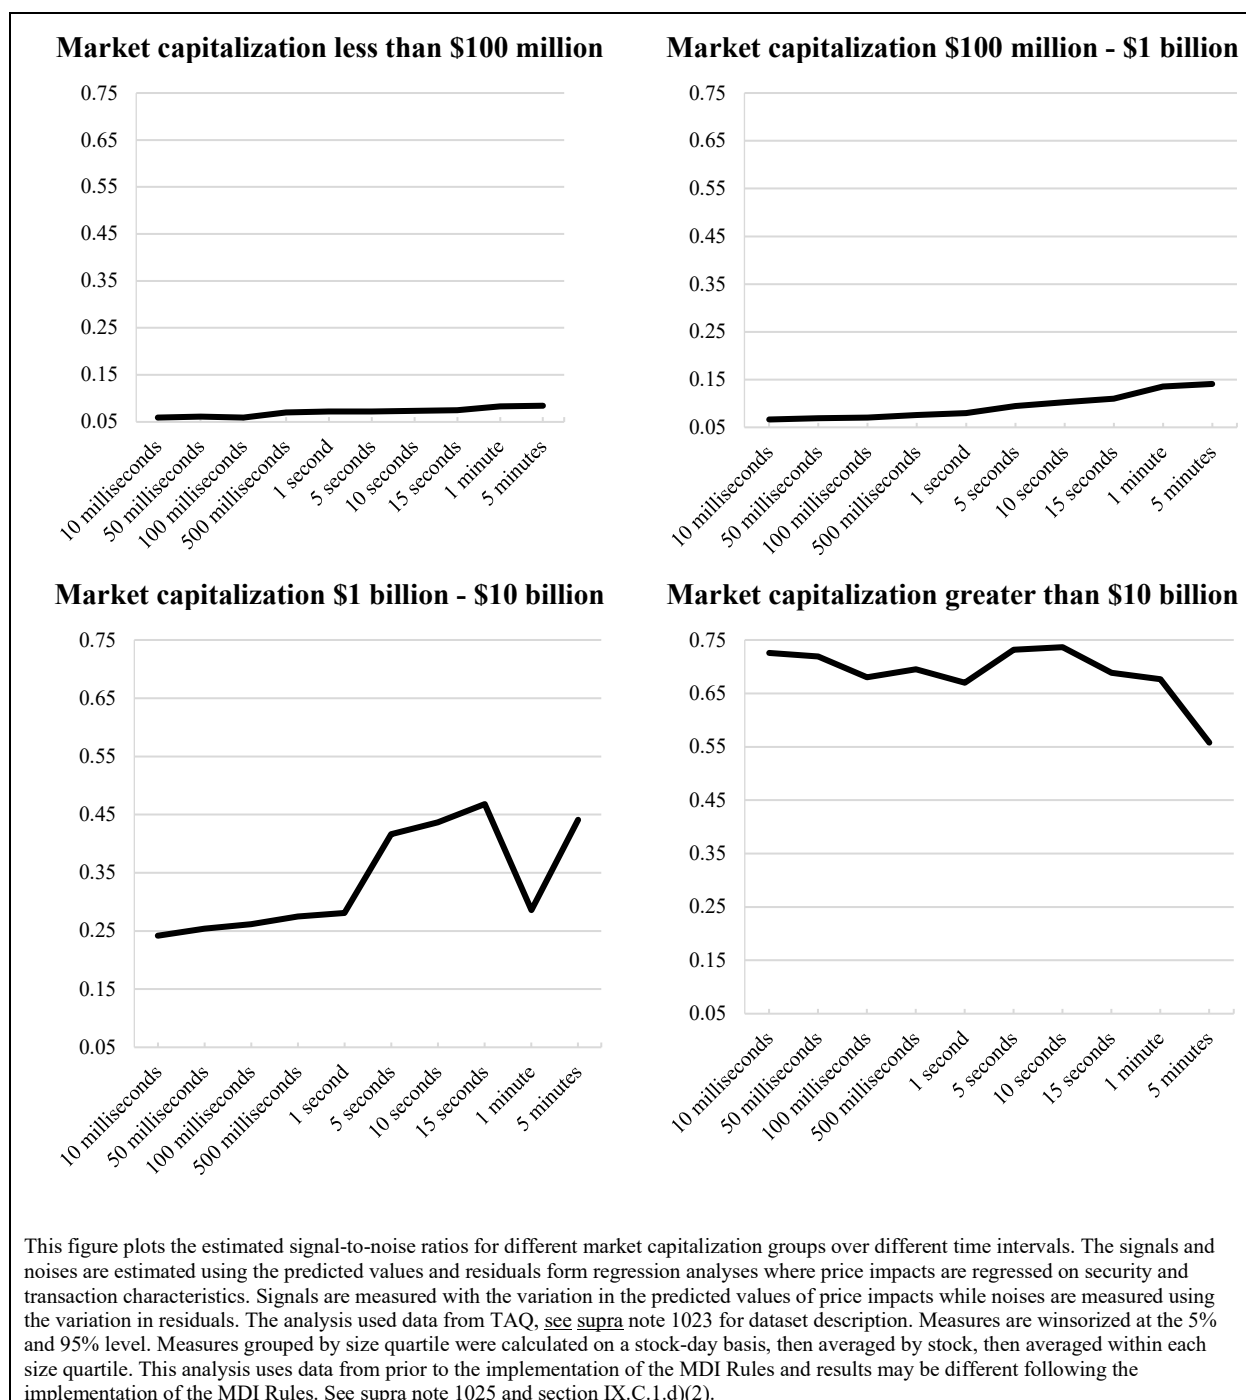 Market capitalization less than $100 million
0.75
0.65
0.55
0.45
0.35
0.25
0.15
0.05
10 milliseconds
50 milliseconds
100 milliseconds
500 milliseconds
1 second
5 seconds
10 seconds
15 seconds
1 minute
5 minutes
Market capitalization $100 million - $1 billion
0.75
0.65
0.55
0.45
0.35
0.25
0.15
0.05
10 milliseconds
50 milliseconds
100 milliseconds
500 milliseconds
1 second
5 seconds
10 seconds
15 seconds
1 minute
5 minutes
Market capitalization $1 billion - $10 billion
0.75
0.65
0.55
0.45
0.35
0.25
0.15
0.05
10 milliseconds
50 milliseconds
100 milliseconds
500 milliseconds
1 second
5 seconds
10 seconds
15 seconds
1 minute
5 minutes
Market capitalization greater than $10 billion
0.75
0.65
0.55
0.45
0.35
0.25
0.15
0.05
10 milliseconds
50 milliseconds
100 milliseconds
500 milliseconds
1 second
5 seconds
10 seconds
15 seconds
1 minute
5 minutes
This figure plots the estimated signal-to-noise ratios for different market capitalization groups over different time intervals. The signals and
noises are estimated using the predicted values and residuals form regression analyses where price impacts are regressed on security and
transaction characteristics. Signals are measured with the variation in the predicted values of price impacts while noises are measured using
the variation in residuals. The analysis used data from TAQ, see supra note 1023 for dataset description. Measures are winsorized at the 5%
and 95% level. Measures grouped by size quartile were calculated on a stock-day basis, then averaged by stock, then averaged within each
size quartile. This analysis uses data from prior to the implementation of the MDI Rules and results may be different following the
implementation of the MDI Rules. See supra note 1025 and section IX.C.1.d)(2).